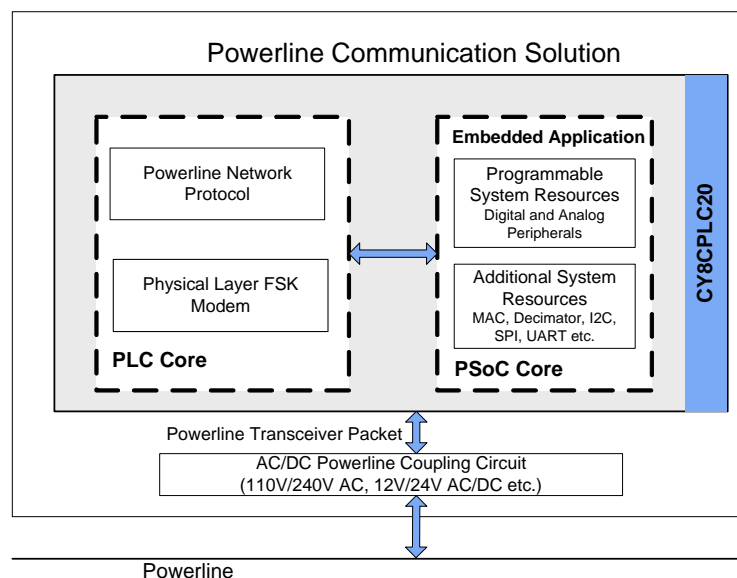 Powerline Communication Solution
Powerline Network
Protocol
Physical Layer FSK
Modem
PLC Core
Embedded Application
Programmable
System Resources
Digital and Analog
Peripherals
Additional System
Resources
MAC, Decimator, I2C,
SPI, UART etc.
PSoC Core
CY8CPLC20
Powerline Transceiver Packet
AC/DC Powerline Coupling Circuit
(110V/240V AC, 12V/24V AC/DC etc.)
Powerline